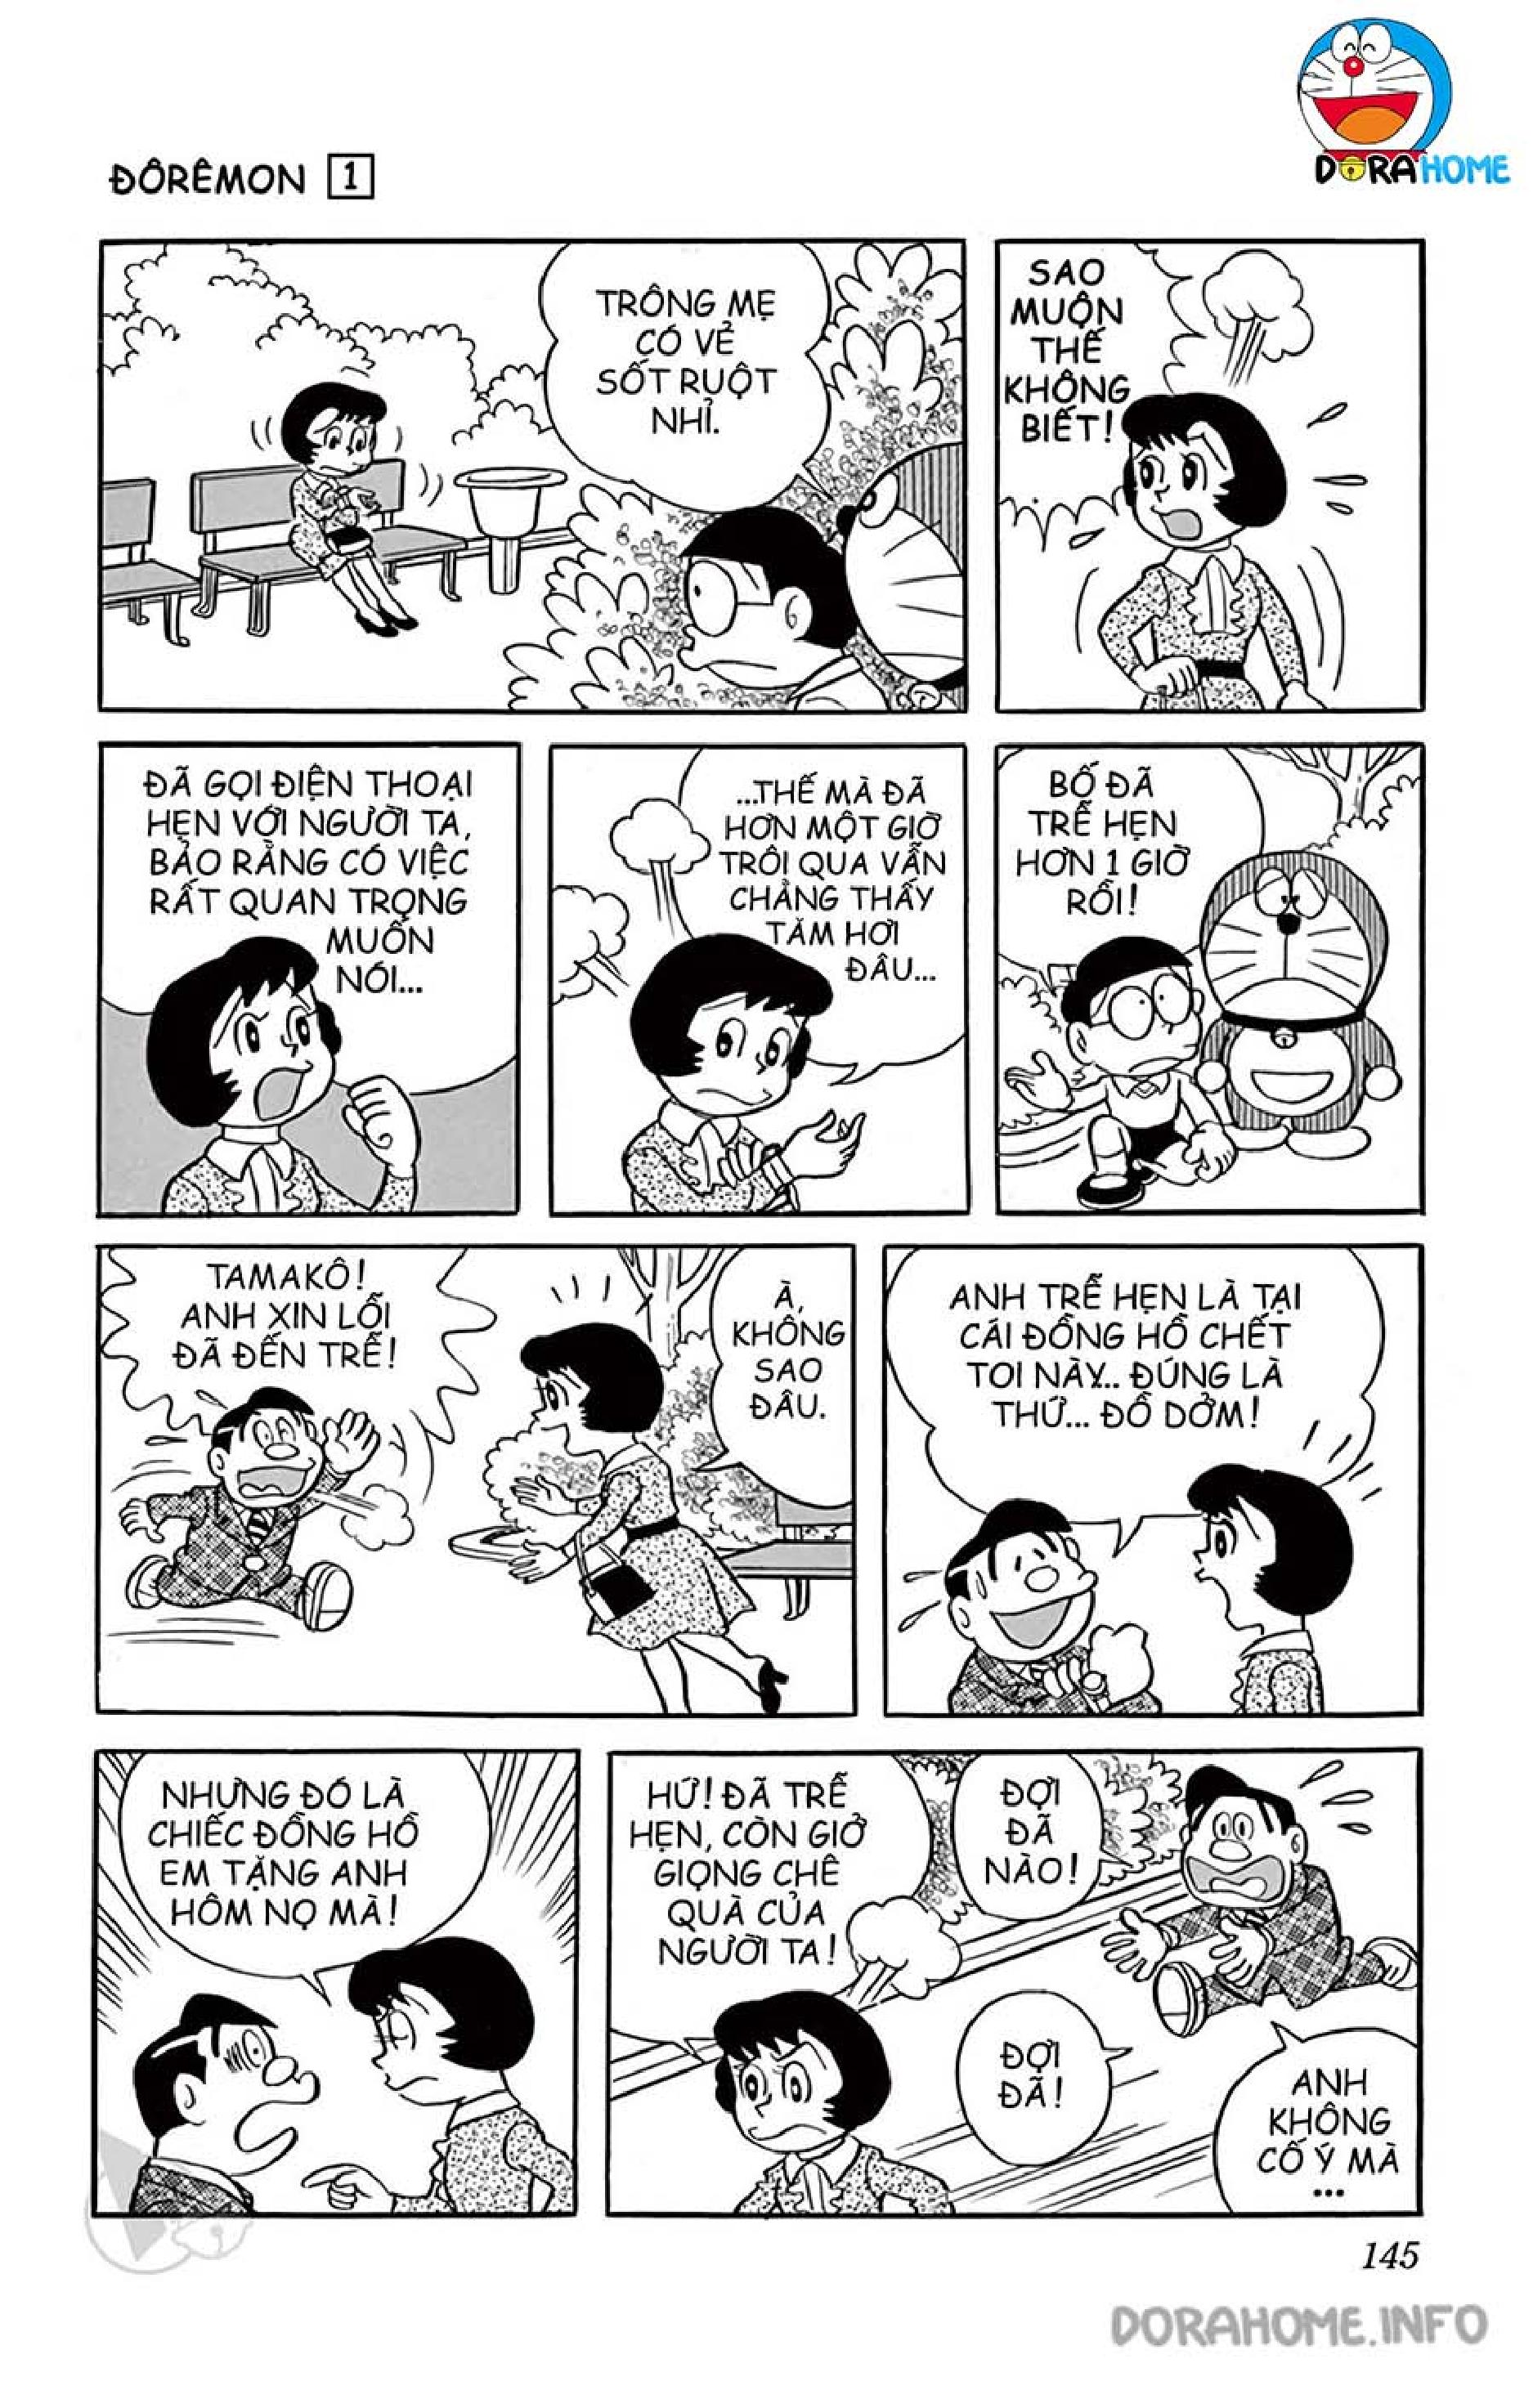 DORAHOME
ĐÔRÊMON 1
TRÔNG MẸ
CÓ VẺ
SỐT RUỘT
NHỈ.
SAO
MUỘN
THẾ
KHÔNG
BIẾT!
ĐÃ GỌI ĐIỆN THOẠI
HẸN VỚI NGƯỜI TA,
BẢO RẰNG CÓ VIỆC
RẤT QUAN TRỌNG
MUỐN
NÓI...
...THẾ MÀ ĐÃ
HƠN MỘT GIỜ
TRÔI QUA VẪN
CHẲNG THẤY
TĂM HƠI
ĐÂU...
BỐ ĐÃ
TRỄ HẸN
HƠN 1 GIỜ
RỒI!
TAMAKÔ!
ANH XIN LỖI
ĐÃ ĐẾN TRỄ!
À,
KHÔNG
SAO
ĐÂU.
ANH TRỄ HẸN LÀ TẠI
CÁI ĐỒNG HỒ CHẾT
TOI NÀY... ĐÚNG LÀ
THỨ... ĐỒ DỞM!
NHƯNG ĐÓ LÀ
CHIẾC ĐỒNG HỒ
EM TẶNG ANH
HÔM NỌ MÀ!
HỨ! ĐÃ TRỄ
HẸN, CÒN GIỞ
GIỌNG CHÊ
QUÀ CỦA
NGƯỜI TA!
ĐỢI
ĐÃ
NÀO!
ĐỢI
ĐÃ!
ANH
KHÔNG
CỐ Ý MÀ
...
145
DORAHOME.INFO